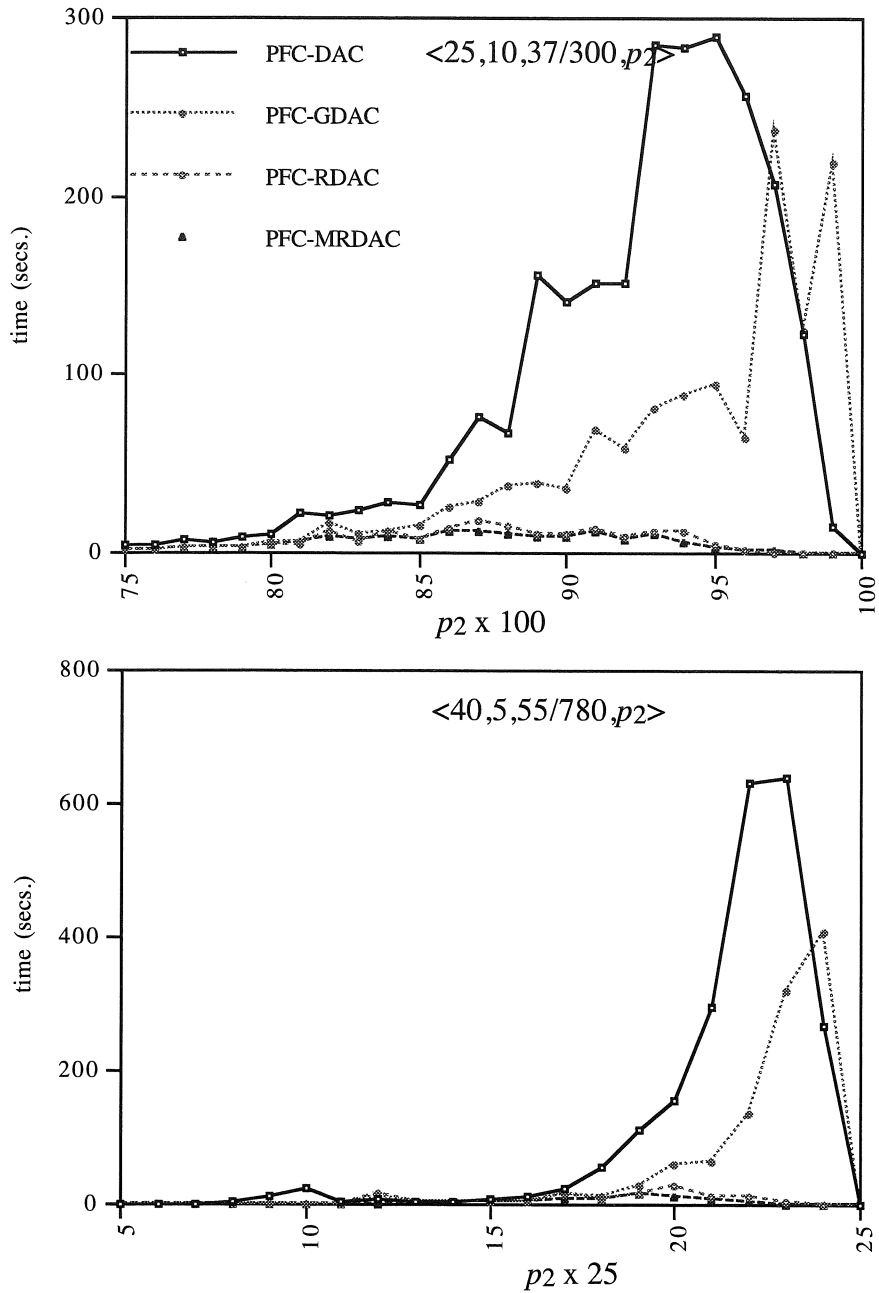 300
200
100
0
time (secs.)
PFC-DAC
PFC-GDAC
PFC-RDAC
PFC-MRDAC
<25,10,37/300,p2>
75
80
85
90
95
100
p2 x 100
800
600
400
200
0
time (secs.)
<40,5,55/780,p2>
5
10
15
20
25
p2 x 25